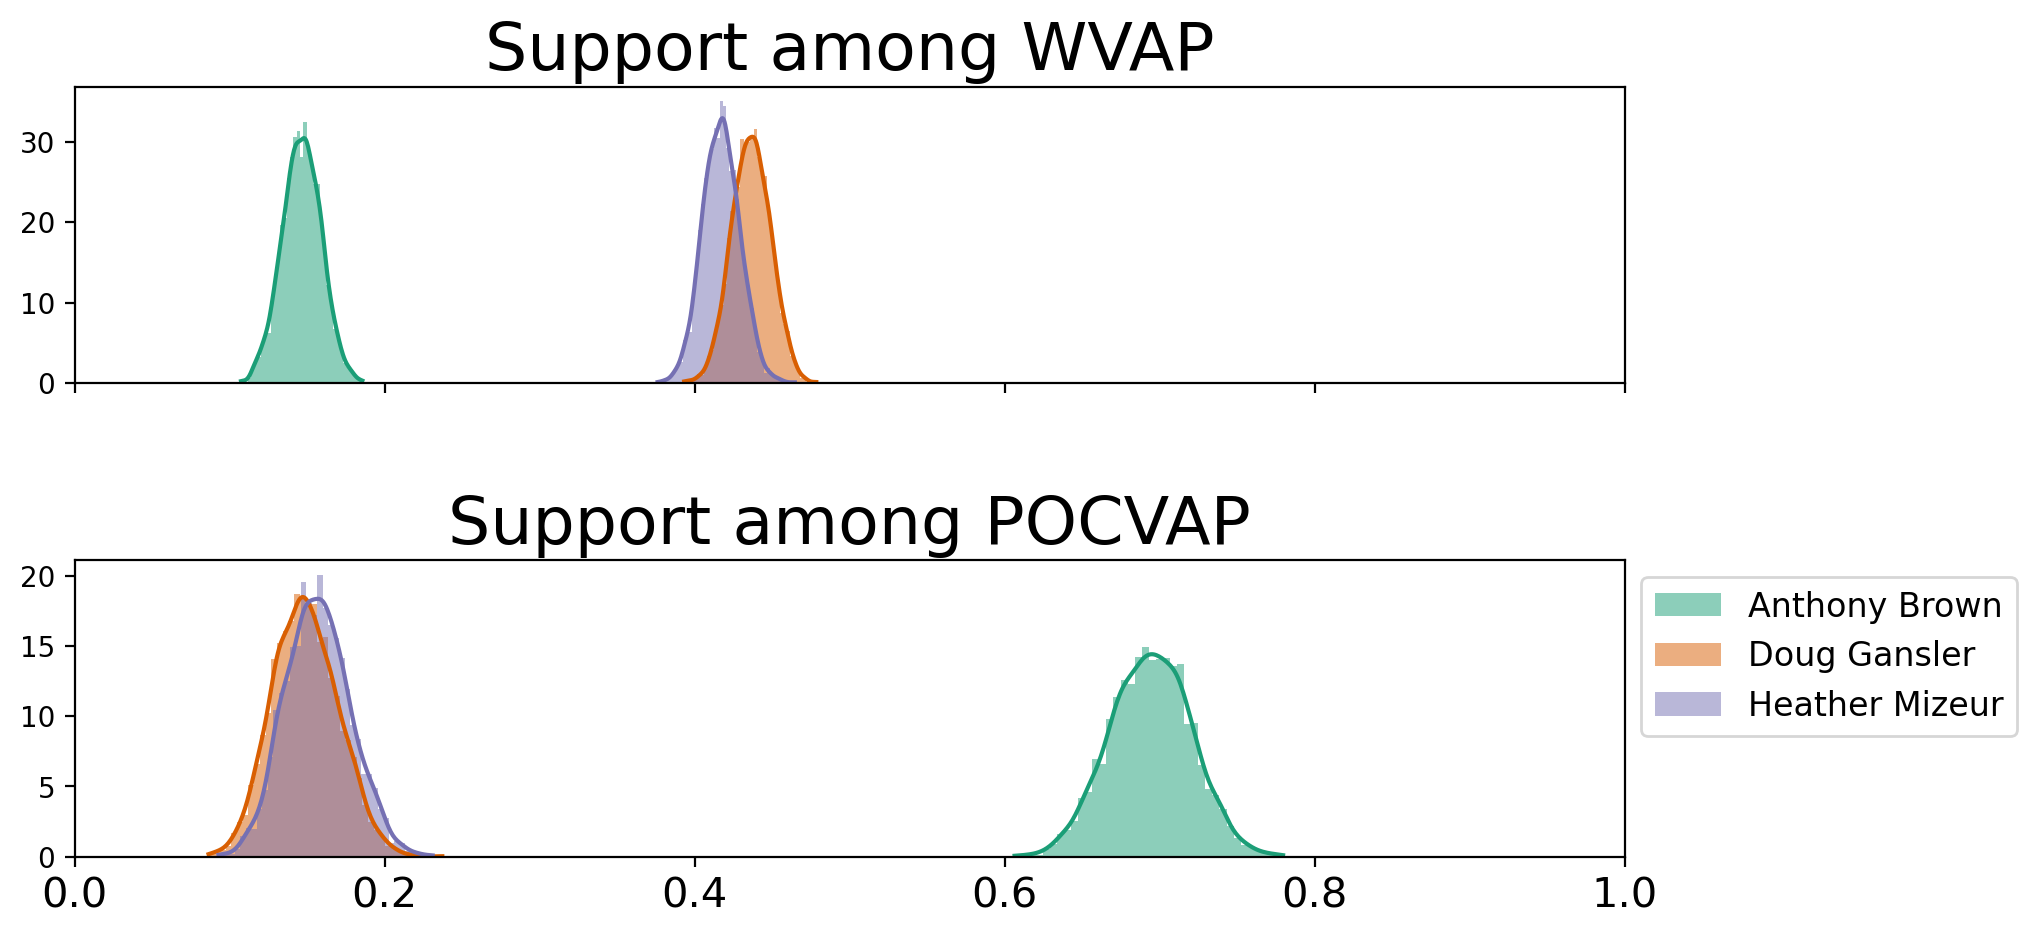 Support among WVAP
30
20
10
0
Support among POCVAP
20
15
10
5
0
0.0 0.2 0.4 0.6 0.8 1.0
Anthony Brown
Doug Gansler
Heather Mizeur